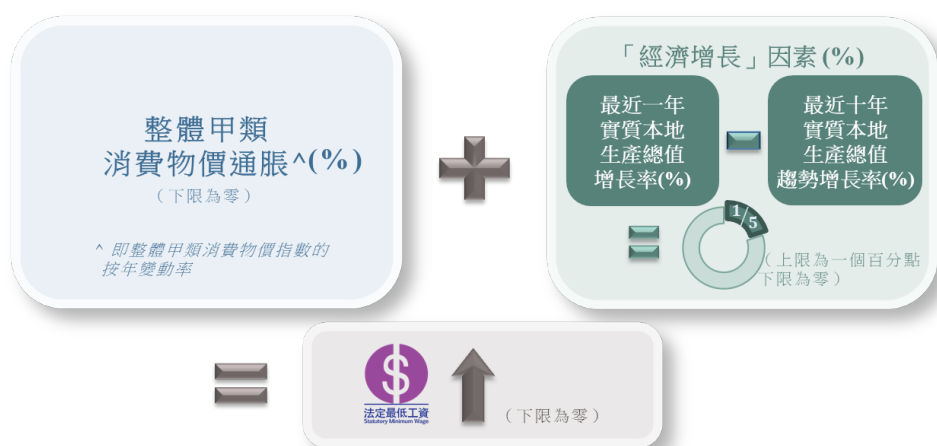 整體甲類
消費物價通脹^(%)
（下限為零）
^ 即整體甲類消費物價指數的
按年變動率
「經濟增長」因素(%)
最近一年
實質本地
生產總值
增長率(%)
最近十年
實質本地
生產總值
趨勢增長率(%)
1/5
（上限為一個百分點
下限為零）
法定最低工資
Statutory Minimum Wage
（下限為零）